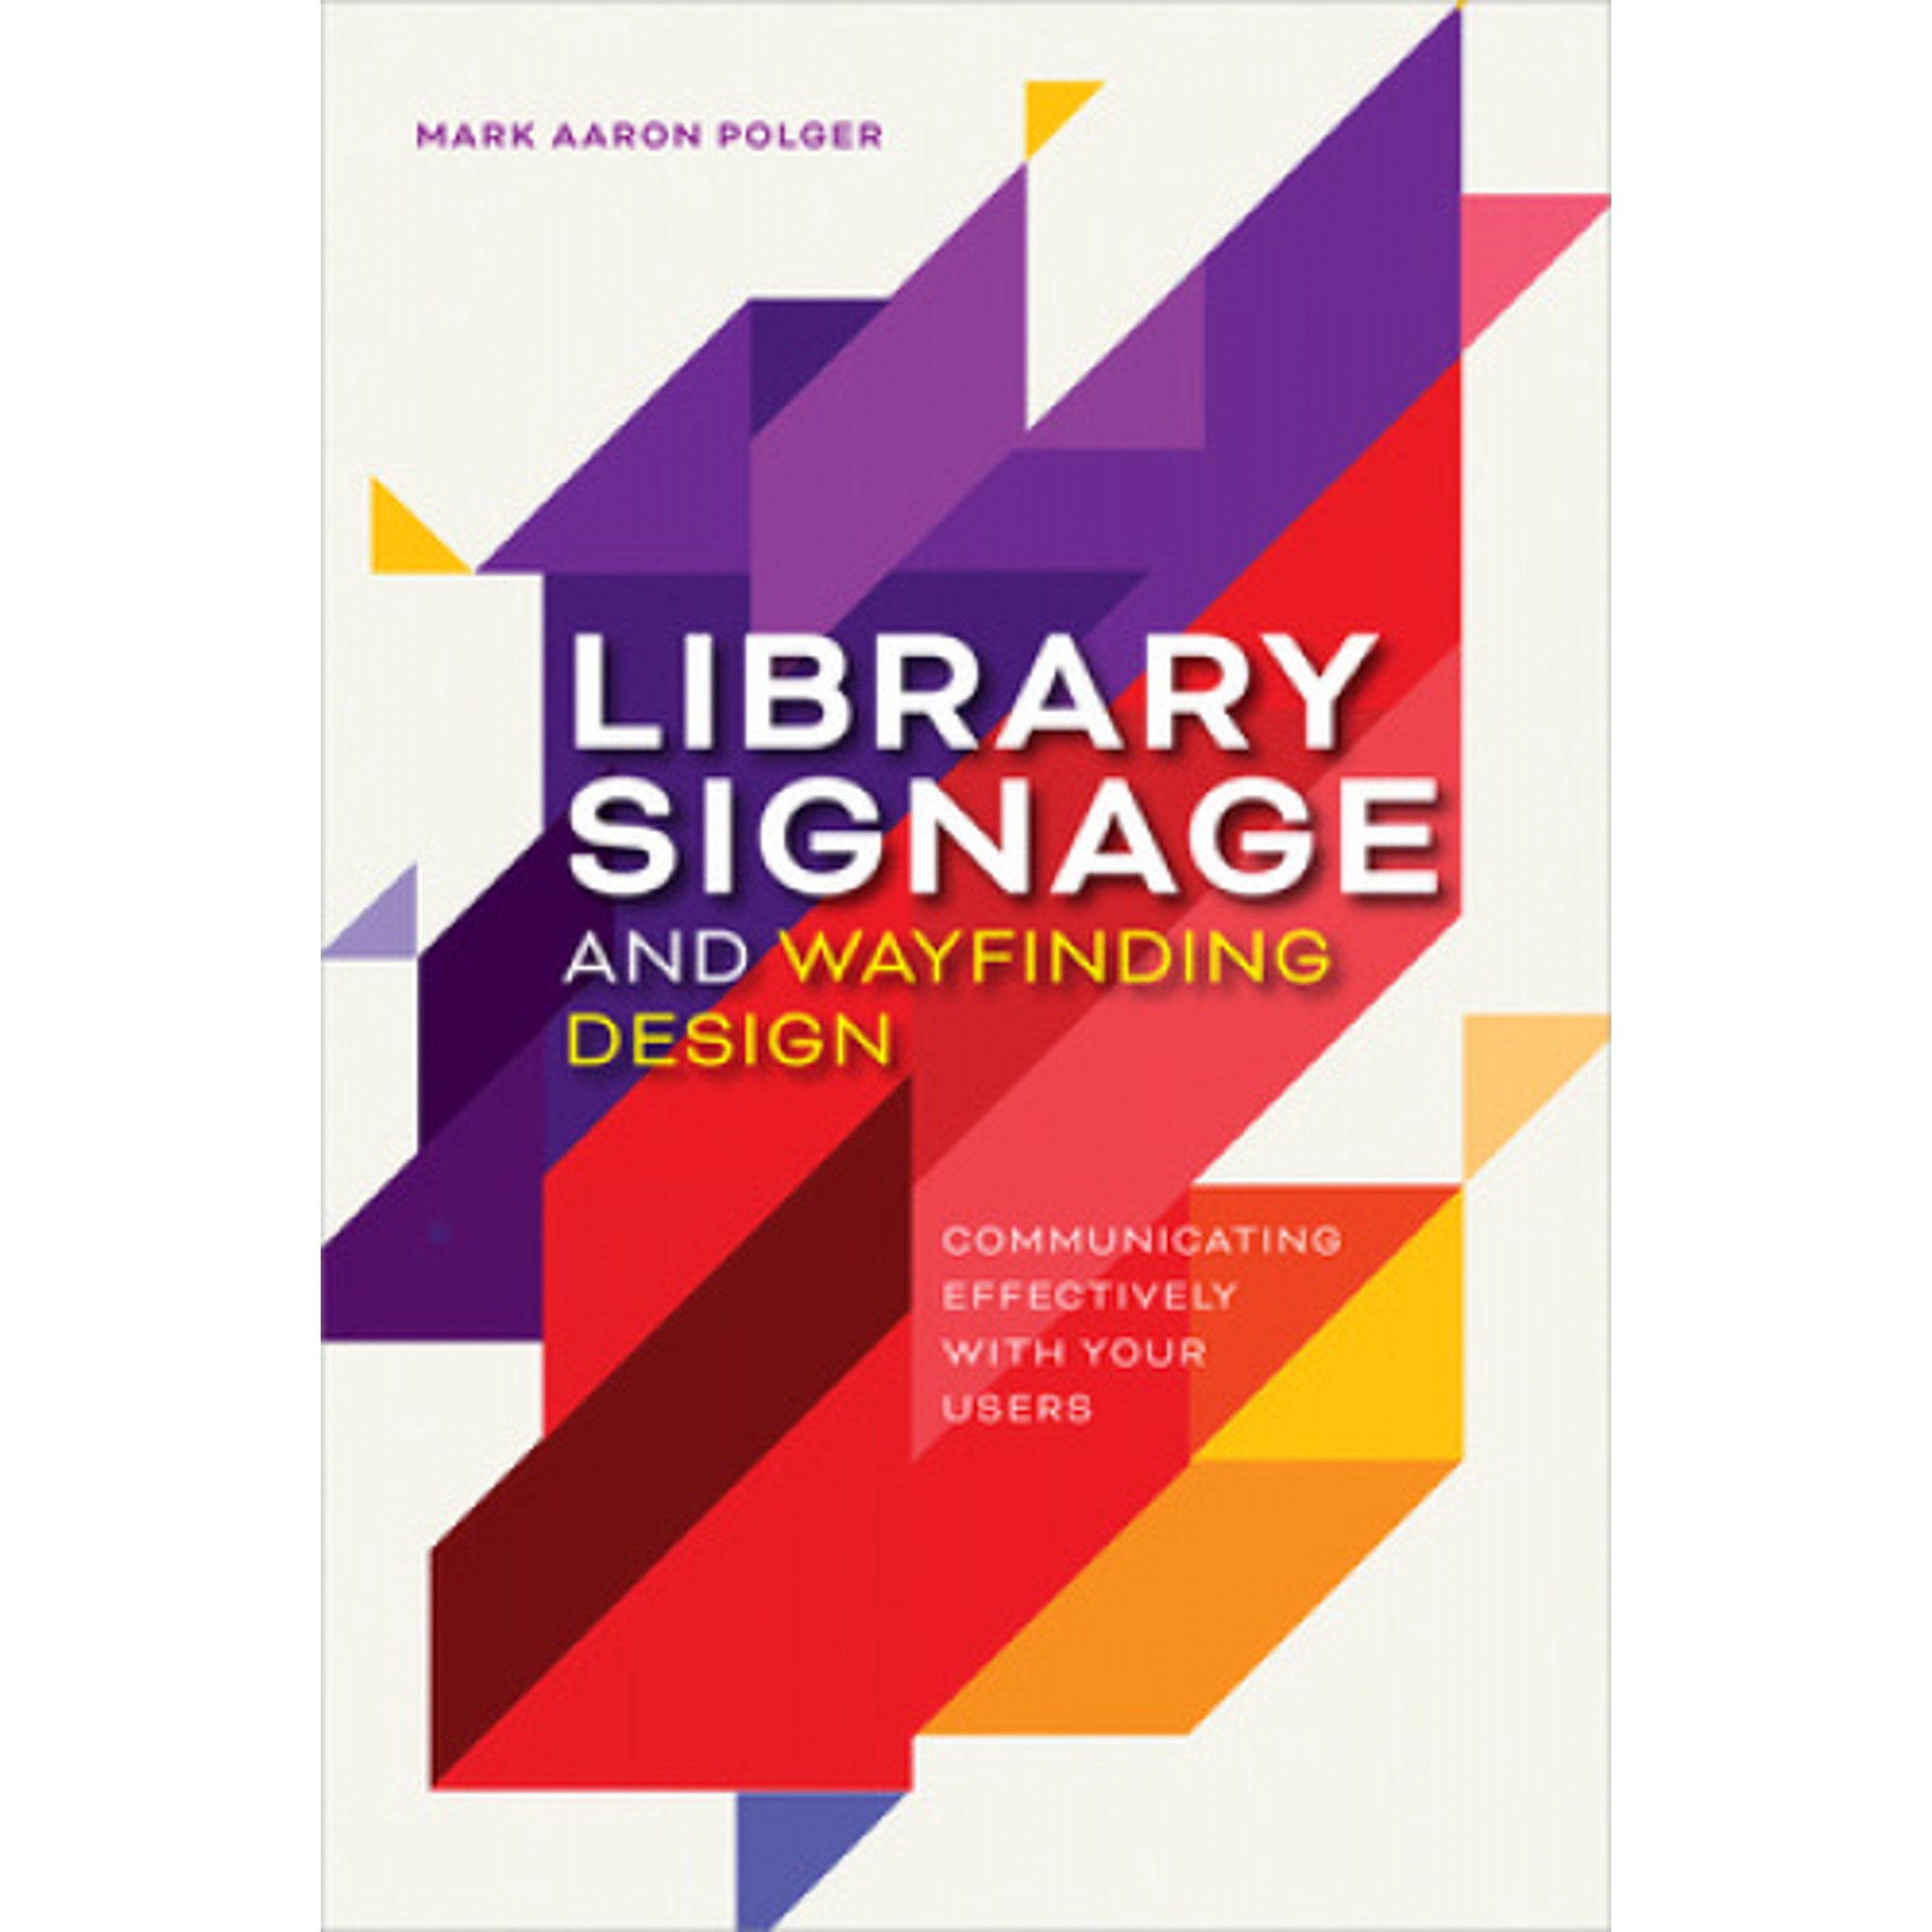 MARK AARON POLGER
LIBRARY
SIGNAGE
AND WAYFINDING
DESIGN
COMMUNICATING
EFFECTIVELY
WITH YOUR
USERS